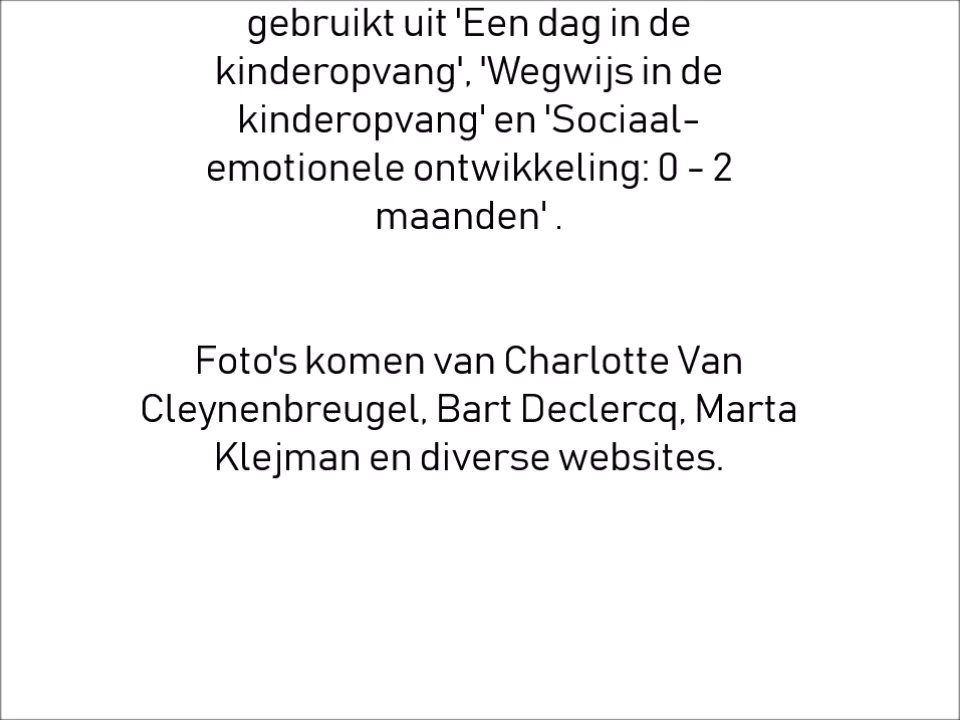 gebruikt uit 'Een dag in de
kinderopvang', 'Wegwijs in de
kinderopvang' en 'Sociaal-
emotionele ontwikkeling: 0 - 2
maanden' .
Foto's komen van Charlotte Van
Cleynenbreugel, Bart Declercq, Marta
Klejman en diverse websites.